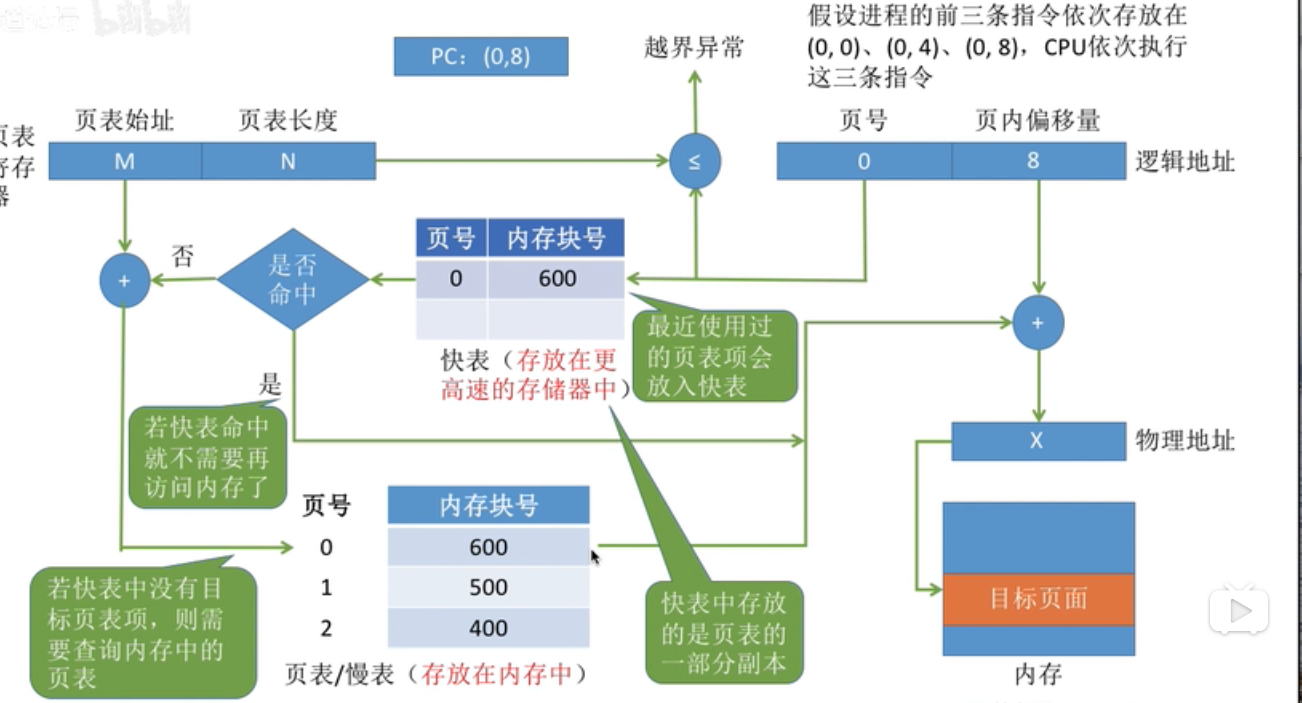 bilibili
假设进程的前三条指令依次存放在
(0, 0)、(0, 4)、(0, 8)，CPU依次执行
这三条指令
PC：(0,8)
越界异常
页表始址
页表长度
页号
页内偏移量
页表
寄存
器
M
N
≤
0
8
逻辑地址
页号
内存块号
0
600
否
是否
命中
+
+
最近使用过
的页表项会
放入快表
快表（存放在更
高速的存储器中）
是
若快表命中
就不需要再
访问内存了
X
物理地址
页号
内存块号
0
600
1
500
2
400
页表/慢表（存放在内存中）
若快表中没有目
标页表项，则需
要查询内存中的
页表
快表中存放
的是页表的
一部分副本
目标页面
内存